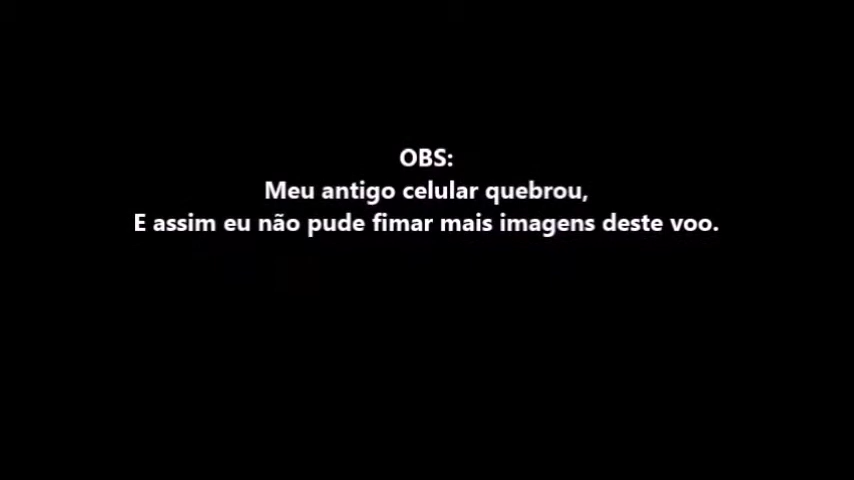 OBS:
Meu antigo celular quebrou,
E assim eu não pude fimar mais imagens deste voo.